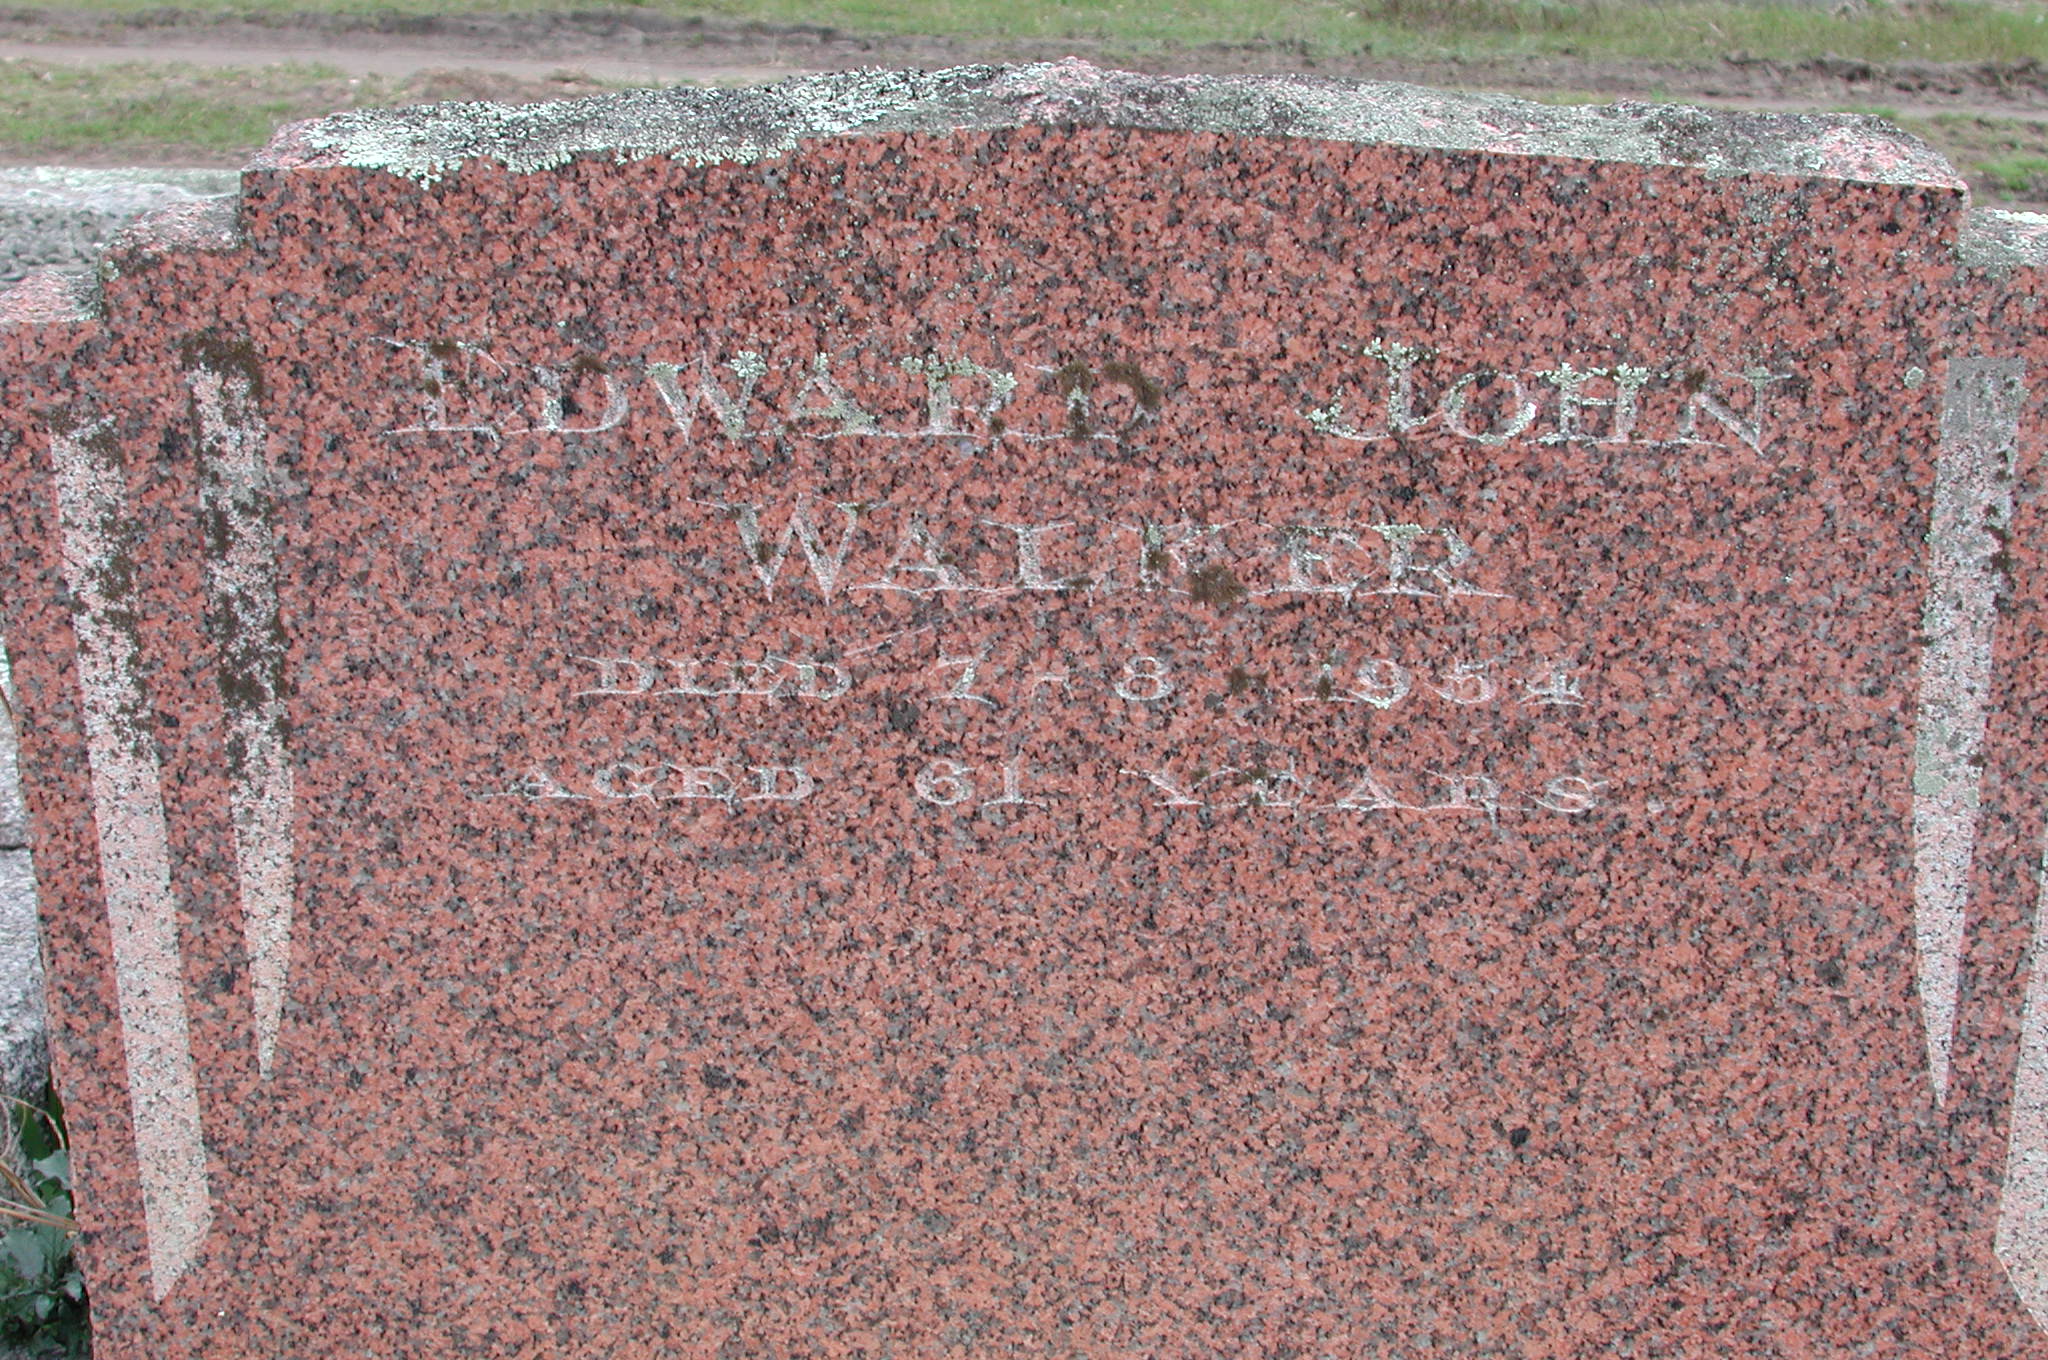 EDWARD JOHN
WALKER
DIED 7-8-1954
AGED 61 YEARS.